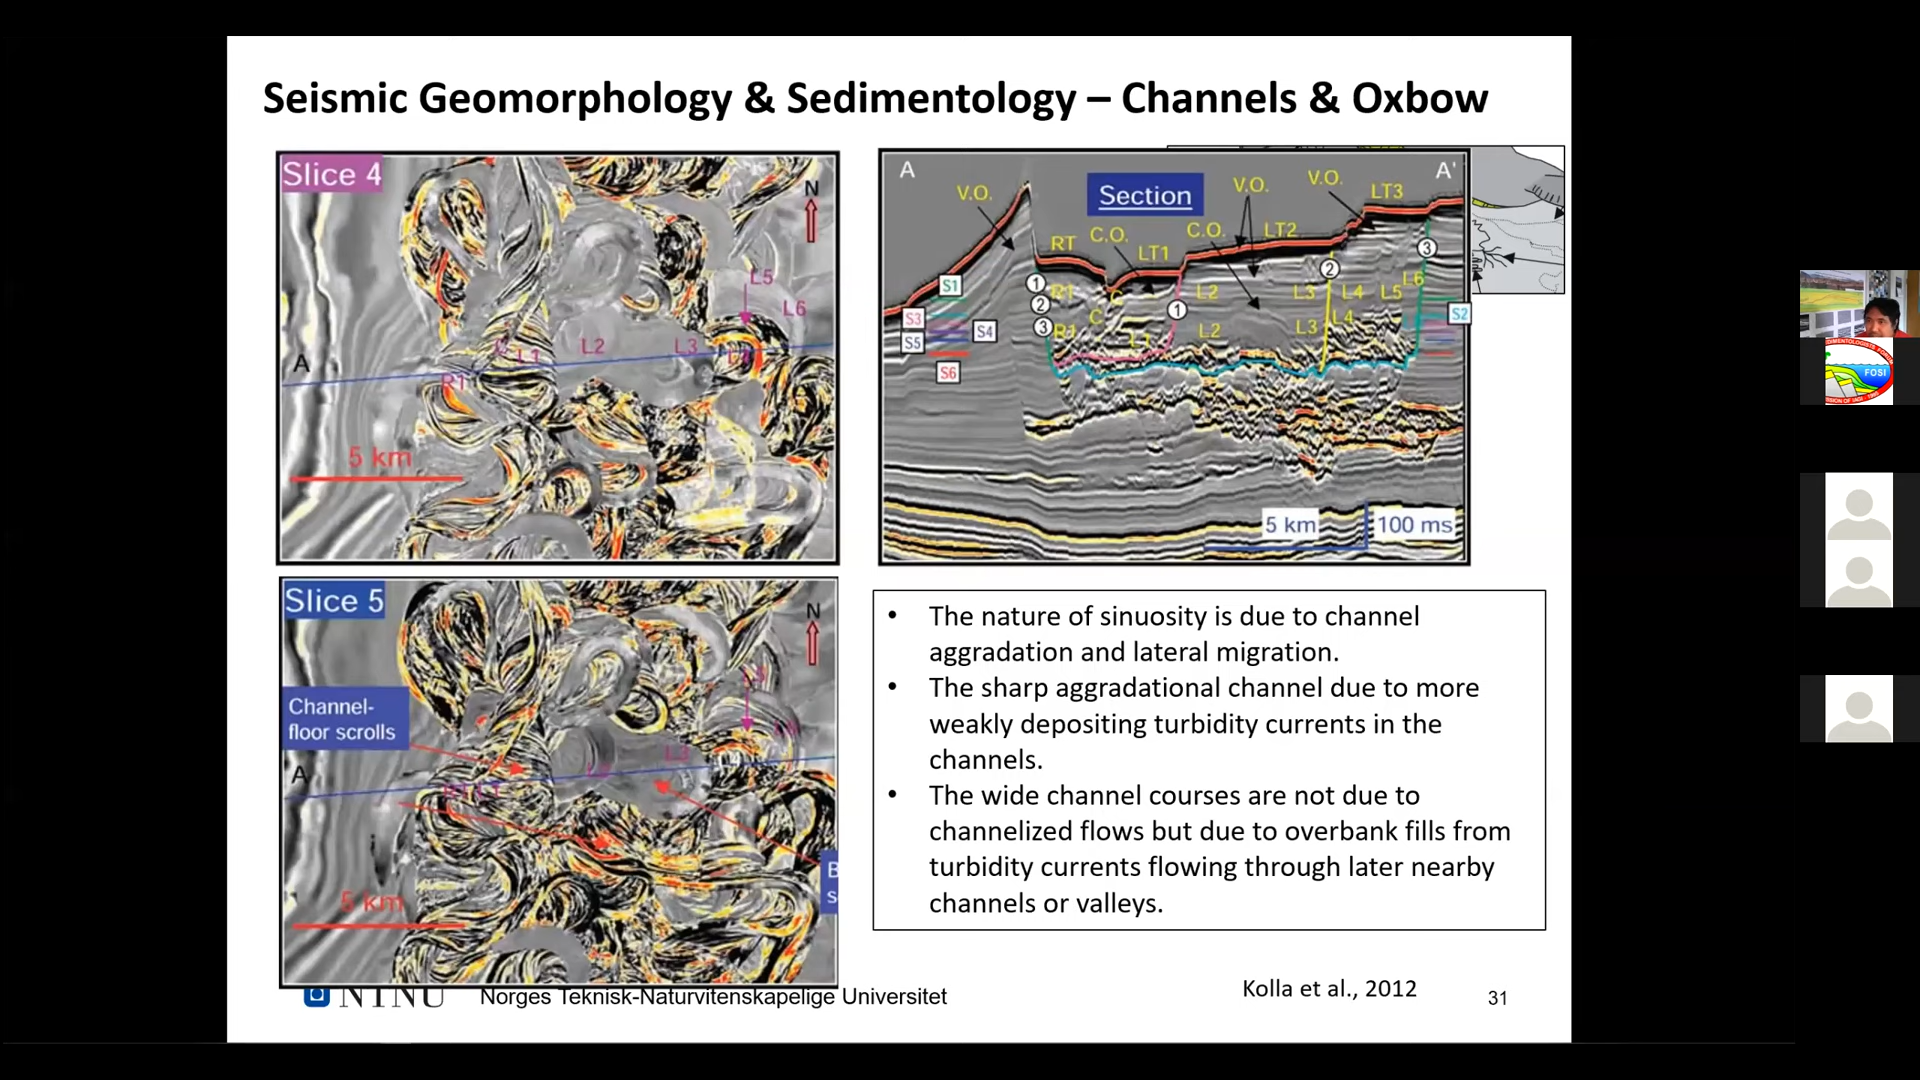 Seismic Geomorphology & Sedimentology – Channels & Oxbow
Slice 4
N
L5
L6
A
L1
L2
L3
R1
5 km
A
Section
A'
V.O.
V.O.
V.O.
LT3
RT
C.O.
LT1
C.O.
LT2
3
2
1
2
3
1
R1
C
L2
L3
L4
L5
L6
C
R1
L1
L2
L3
L4
S1
S3
S4
S5
S6
S2
5 km
100 ms
Slice 5
N
Channel-
floor scrolls
A
L3
5 km
B
s
• The nature of sinuosity is due to channel
aggradation and lateral migration.
• The sharp aggradational channel due to more
weakly depositing turbidity currents in the
channels.
• The wide channel courses are not due to
channelized flows but due to overbank fills from
turbidity currents flowing through later nearby
channels or valleys.
NTNU
Norges Teknisk-Naturvitenskapelige Universitet
Kolla et al., 2012
31
FOSI